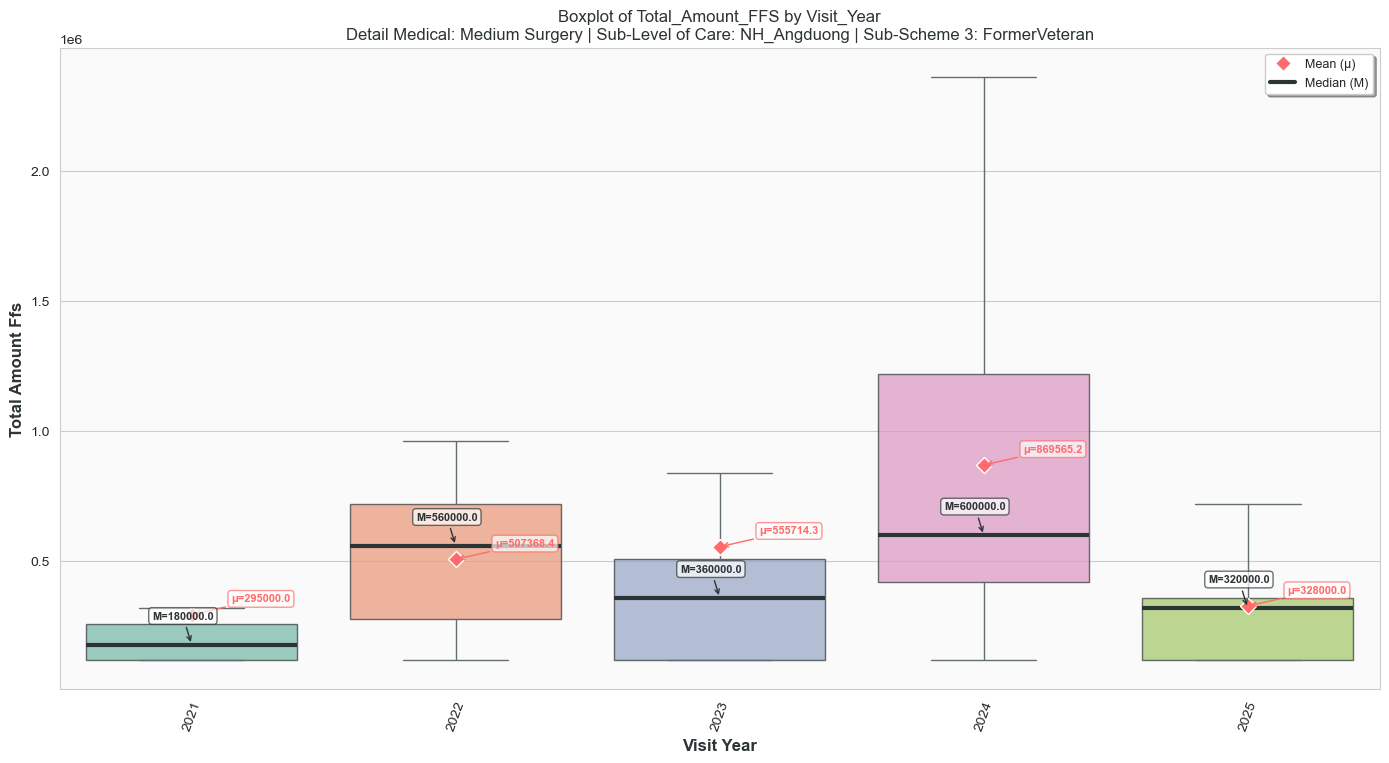 Boxplot of Total_Amount_FFS by Visit_Year
Detail Medical: Medium Surgery | Sub-Level of Care: NH_Angduong | Sub-Scheme 3: FormerVeteran
1e6
Mean (μ)
Median (M)
2.0
1.5
1.0
0.5
Total Amount Ffs
μ=295000.0
M=180000.0
M=560000.0
μ=507368.4
μ=555714.3
M=360000.0
μ=869565.2
M=600000.0
M=320000.0
μ=328000.0
2021
2022
2023
2024
2025
Visit Year